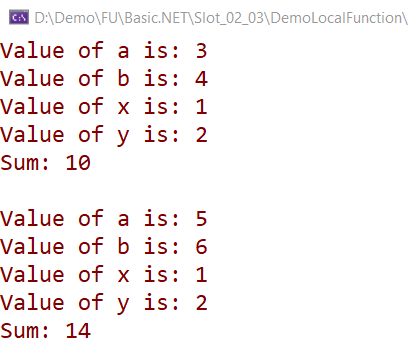 C:\
D:\Demo\FU\Basic.NET\Slot_02_03\DemoLocalFunction\
Value of a is: 3
Value of b is: 4
Value of x is: 1
Value of y is: 2
Sum: 10
Value of a is: 5
Value of b is: 6
Value of x is: 1
Value of y is: 2
Sum: 14